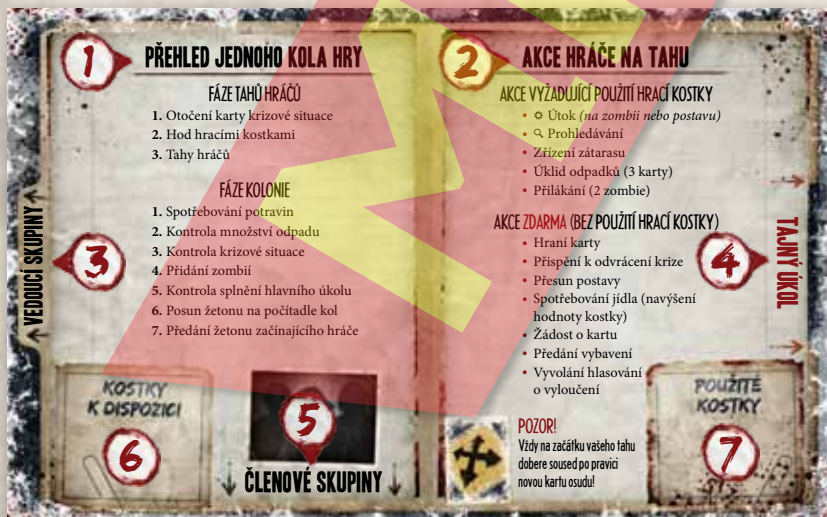 1
PŘEHLED JEDNOHO KOLA HRY
FÁZE TAHŮ HRÁČŮ
1. Otočení karty krizové situace
2. Hod hracími kostkami
3. Tahy hráčů
FÁZE KOLONIE
1. Spotřebování potravin
2. Kontrola množství odpadu
3. Kontrola krizové situace
4. Přidání zombií
5. Kontrola splnění hlavního úkolu
6. Posun žetonu na počítadle kol
7. Předání žetonu začínajícího hráče
VEDOUCÍ SKUPINY
3
KOSTKY
K DISPOZICI
6
5
ČLENOVÉ SKUPINY
2
AKCE HRÁČE NA TAHU
AKCE VYŽADUJÍCÍ POUŽITÍ HRACÍ KOSTKY
• Útok (na zombii nebo postavu)
• Prohledávání
• Zřízení zátarasu
• Úklid odpadků (3 karty)
• Přilákání (2 zombie)
AKCE ZDARMA (BEZ POUŽITÍ HRACÍ KOSTKY)
• Hraní karty
• Přispění k odvrácení krize
• Přesun postavy
• Spotřebování jídla (navýšení
hodnoty kostky)
• Žádost o kartu
• Předání vybavení
• Vyvolání hlasování
o vyloučení
4
TAJNÝ ÚKOL
POZOR!
Vždy na začátku vašeho tahu
dobere soused po pravici
novou kartu osudu!
POUŽITÉ
KOSTKY
7